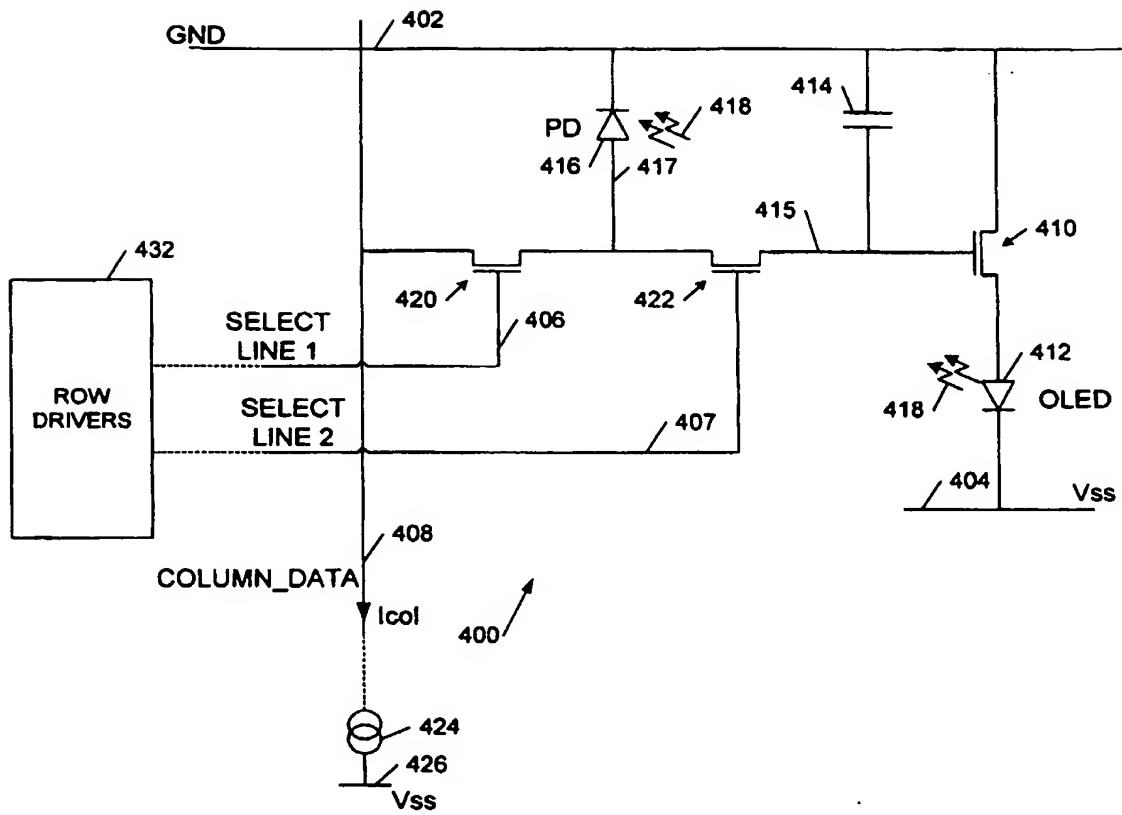 402
GND
414
418
PD
416
417
415
410
432
420
422
SELECT
LINE 1
406
412
ROW
DRIVERS
418
OLED
SELECT
LINE 2
407
404
Vss
408
COLUMN_DATA
Icol
400
424
426
Vss